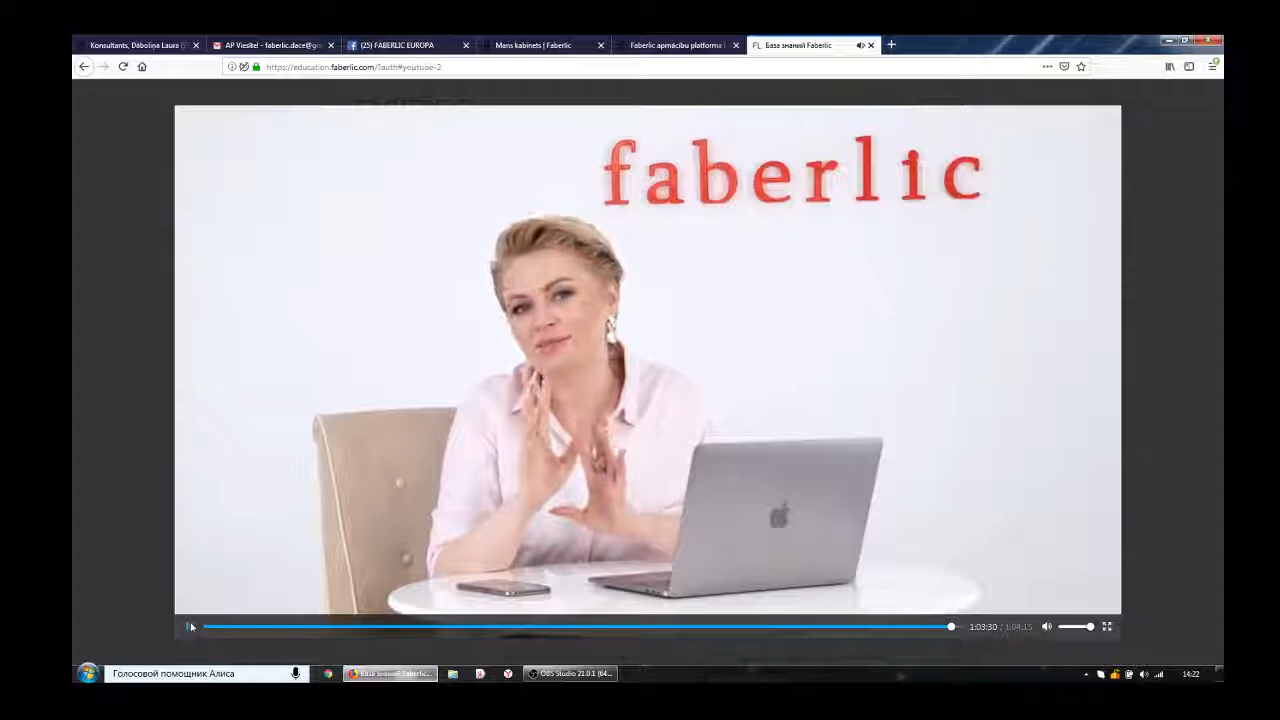 Konsultants, Dāboliņa Laura (
AP Viesīte! - faberlic.dace@g
(25) FABERLIC EUROPA
Mans kabinets | Faberlic
Faberlic apmācību platforma
База знаний Faberlic
https://education.faberlic.com/?auth#youtube-2
faberlic
1:03:30 / 1:04:15
Голосовой помощник Алиса
База знаний Faberlic...
OBS Studio 21.0.1 (64...
14:22